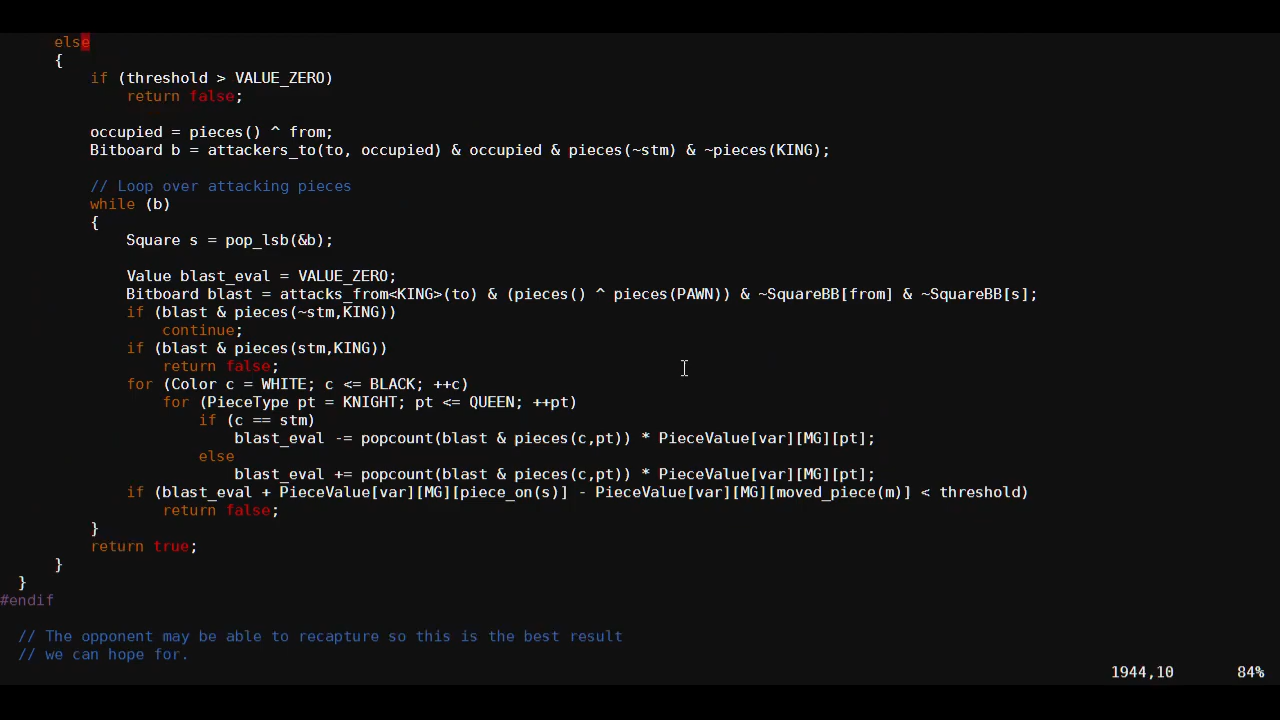 else
{
if (threshold > VALUE_ZERO)
return false;
occupied = pieces() ^ from;
Bitboard b = attackers_to(to, occupied) & occupied & pieces(~stm) & ~pieces(KING);
// Loop over attacking pieces
while (b)
{
Square s = pop_lsb(&b);
Value blast_eval = VALUE_ZERO;
Bitboard blast = attacks_from<KING>(to) & (pieces() ^ pieces(PAWN)) & ~SquareBB[from] & ~SquareBB[s];
if (blast & pieces(~stm,KING))
continue;
if (blast & pieces(stm,KING))
return false;
for (Color c = WHITE; c <= BLACK; ++c)
for (PieceType pt = KNIGHT; pt <= QUEEN; ++pt)
if (c == stm)
blast_eval -= popcount(blast & pieces(c,pt)) * PieceValue[var][MG][pt];
else
blast_eval += popcount(blast & pieces(c,pt)) * PieceValue[var][MG][pt];
if (blast_eval + PieceValue[var][MG][piece_on(s)] - PieceValue[var][MG][moved_piece(m)] < threshold)
return false;
}
return true;
}
}
#endif
// The opponent may be able to recapture so this is the best result
// we can hope for.
1944,10 84%